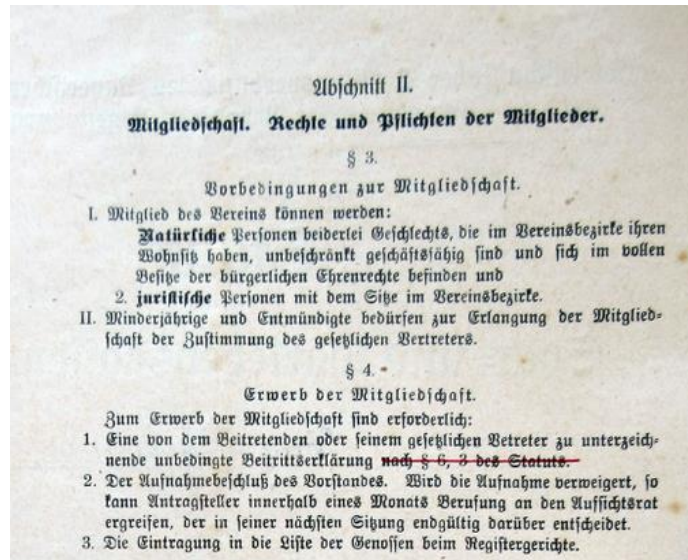 Abschnitt II.
Mitgliedschaft. Rechte und Pflichten der Mitglieder.
§ 3.
Vorbedingungen zur Mitgliedschaft.
I. Mitglied des Vereins können werden:
Natürliche Personen beiderlei Geschlechts, die im Vereinsbezirke ihren
Wohnsitz haben, unbeschränkt geschäftsfähig sind und sich im vollen
Besitze der bürgerlichen Ehrenrechte befinden und
2. juristische Personen mit dem Sitze im Vereinsbezirke.
II. Minderjährige und Entmündigte bedürfen zur Erlangung der Mitglied-
schaft der Zustimmung des gesetzlichen Vertreters.
§ 4.
Erwerb der Mitgliedschaft.
Zum Erwerb der Mitgliedschaft sind erforderlich:
1. Eine von dem Beitretenden oder seinem gesetzlichen Vetreter zu unterzeich-
nende unbedingte Beitrittserklärung nach § 6, 3 des Statuts.
2. Der Aufnahmebeschluß des Vorstandes. Wird die Aufnahme verweigert, so
kann Antragsteller innerhalb eines Monats Berufung an den Aufsichtsrat
ergreifen, der in seiner nächsten Sitzung endgültig darüber entscheidet.
3. Die Eintragung in die Liste der Genossen beim Registergerichte.